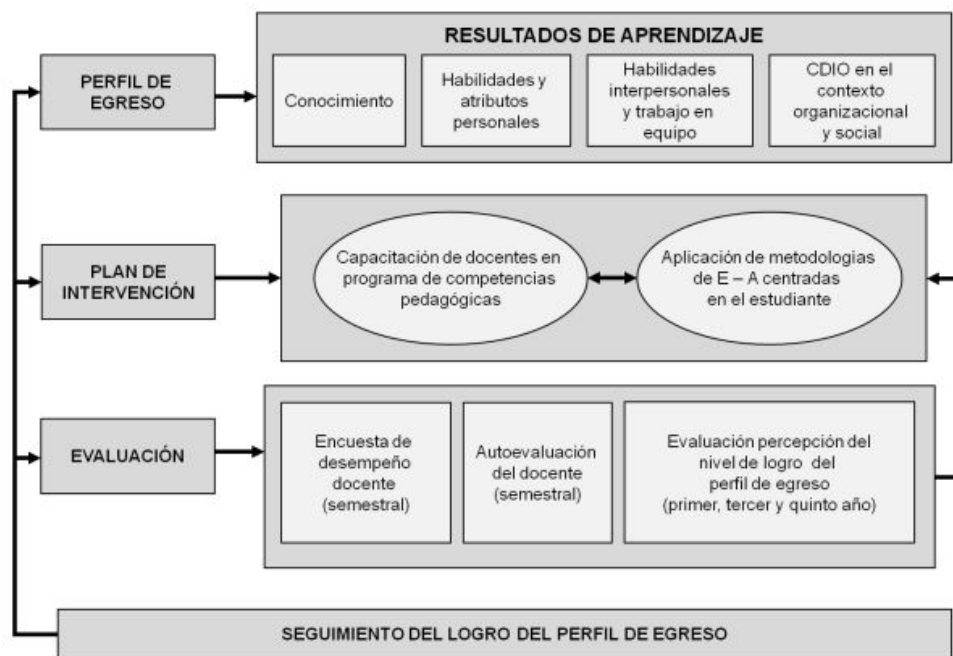 PERFIL DE
EGRESO
RESULTADOS DE APRENDIZAJE
Conocimiento
Habilidades y
atributos
personales
Habilidades
interpersonales
y trabajo en
equipo
CDIO en el
contexto
organizacional
y social
PLAN DE
INTERVENCIÓN
Capacitación de docentes en
programa de competencias
pedagógicas
Aplicación de metodologias
de E – A centradas
en el estudiante
EVALUACIÓN
Encuesta de
desempeño
docente
(semestral)
Autoevaluación
del docente
(semestral)
Evaluación percepción del
nivel de logro del
perfil de egreso
(primer, tercer y quinto año)
SEGUIMIENTO DEL LOGRO DEL PERFIL DE EGRESO